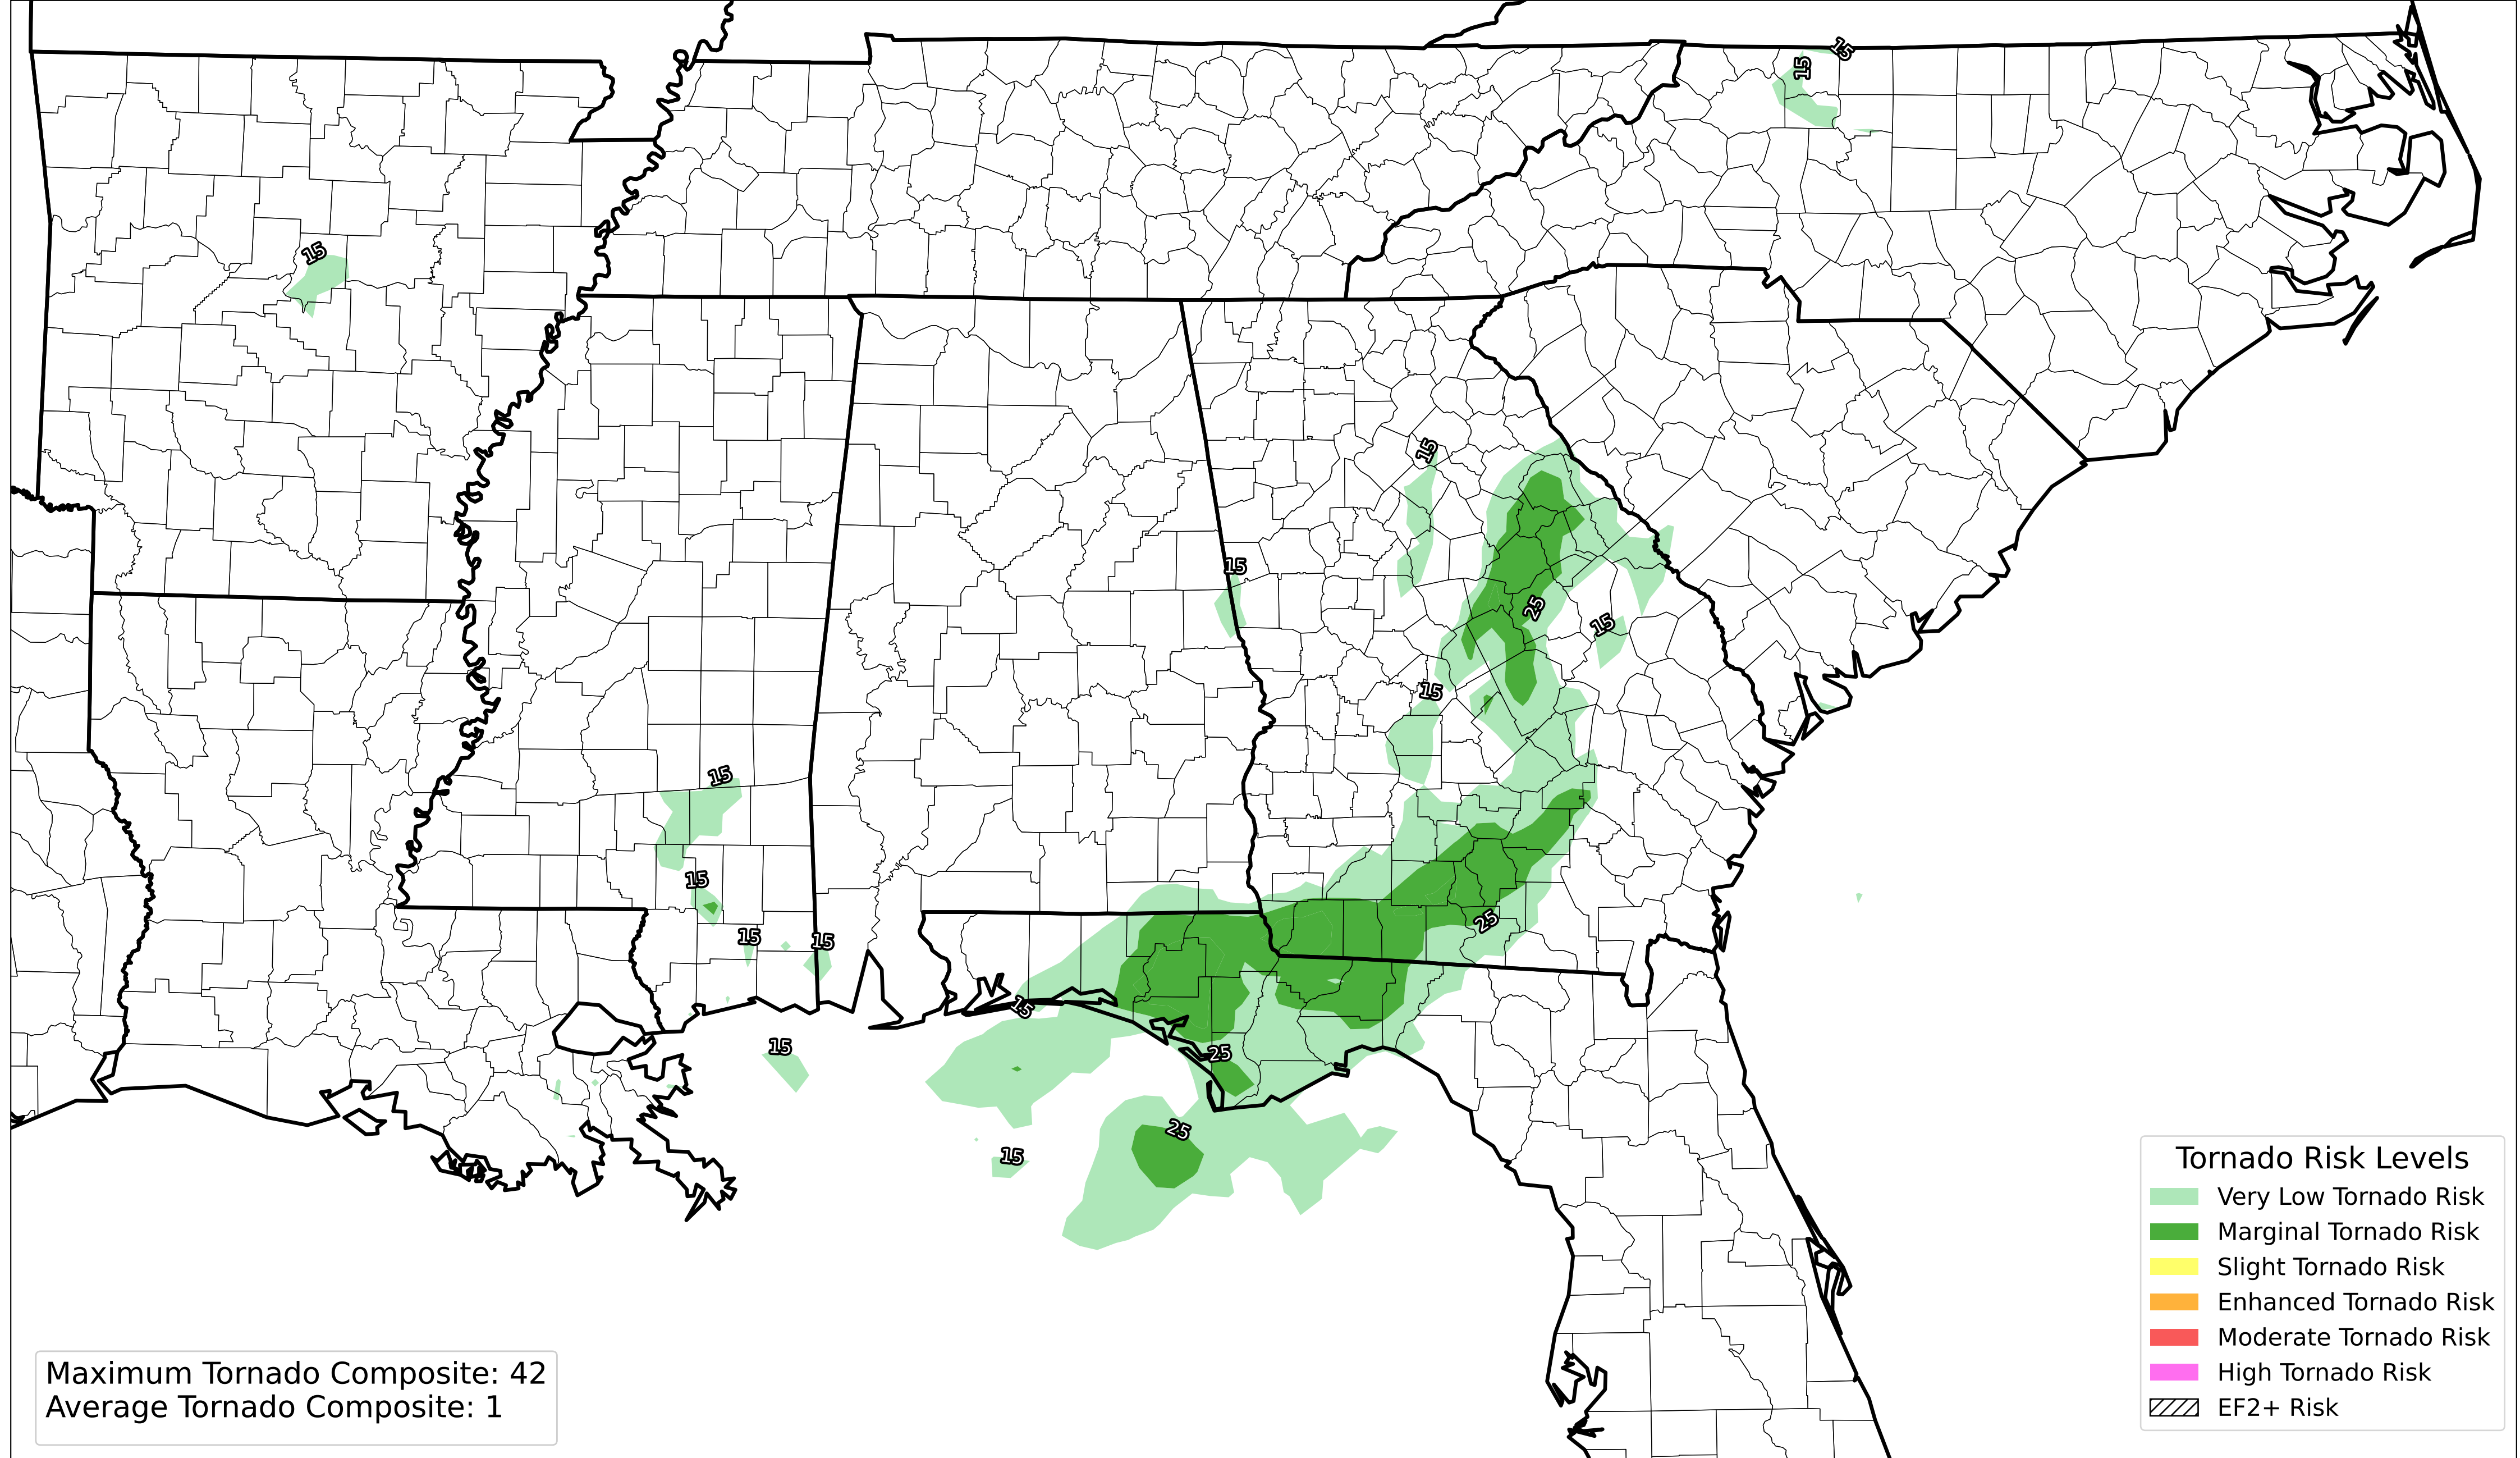 15
15
15
15
15
25
15
15
15
15
15
15
25
15
15
25
25
15
Tornado Risk Levels
Very Low Tornado Risk
Marginal Tornado Risk
Slight Tornado Risk
Enhanced Tornado Risk
Moderate Tornado Risk
High Tornado Risk
EF2+ Risk
Maximum Tornado Composite: 42
Average Tornado Composite: 1